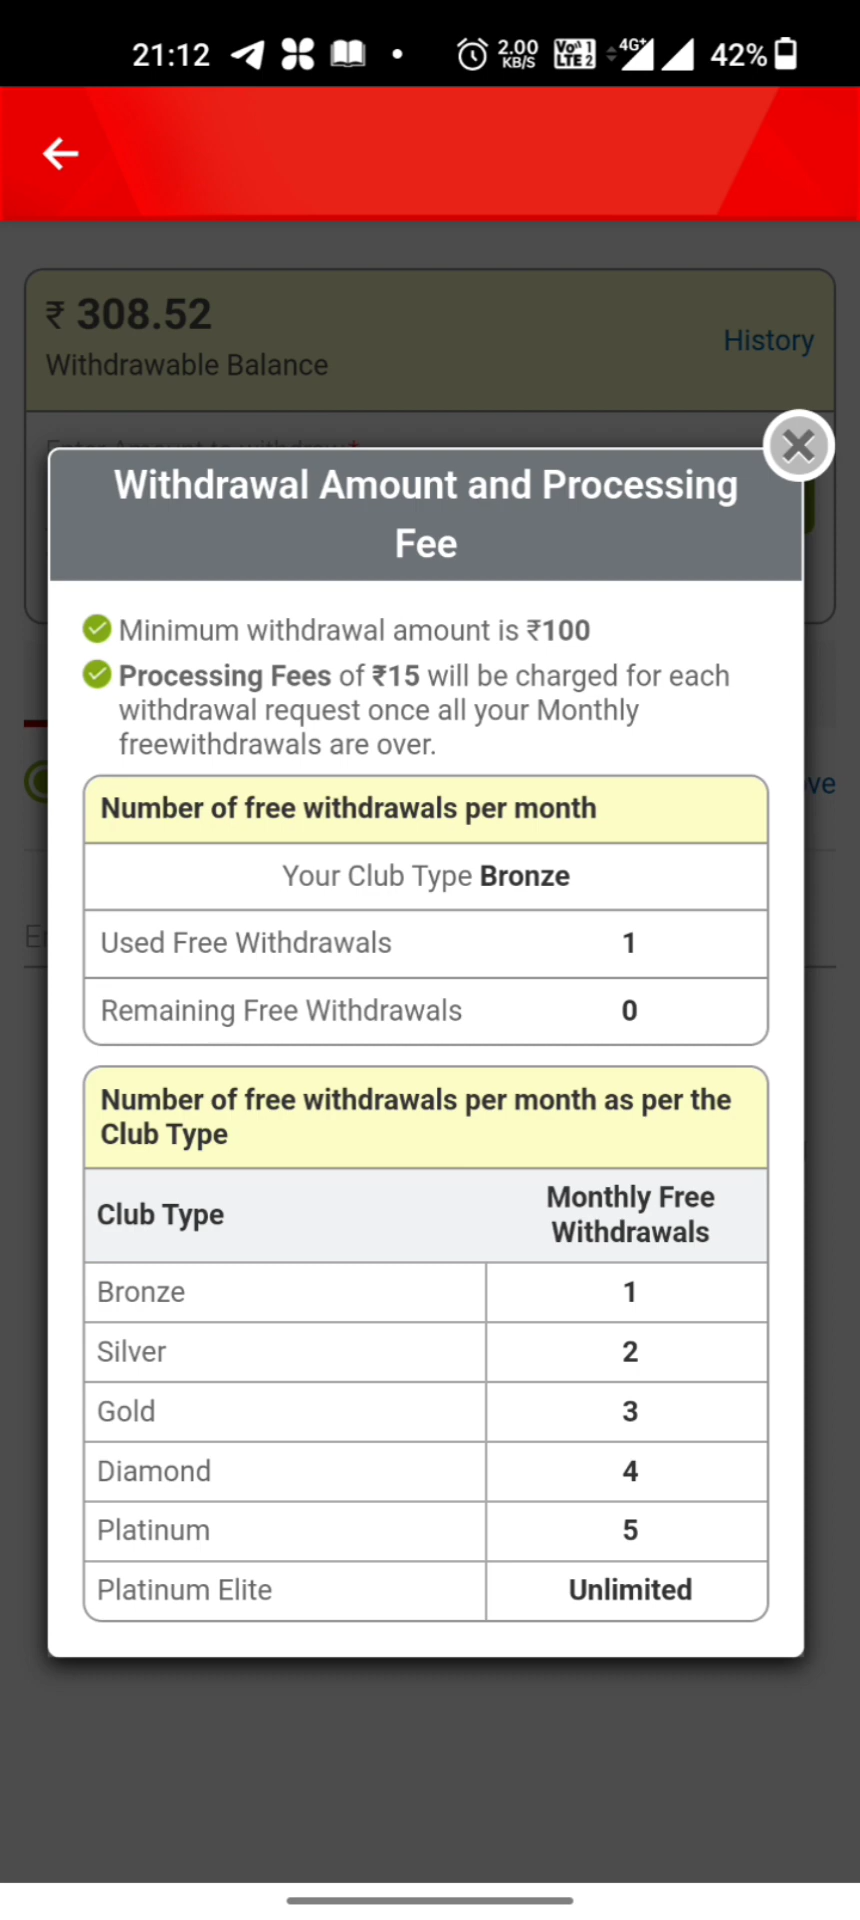 21:12
2.00
KB/S
Vo 1
LTE 2
4G+
42%
₹ 308.52
Withdrawable Balance
History
Withdrawal Amount and Processing
Fee
Minimum withdrawal amount is ₹100
Processing Fees of ₹15 will be charged for each
withdrawal request once all your Monthly
freewithdrawals are over.
Number of free withdrawals per month
Your Club Type Bronze
Used Free Withdrawals 1
Remaining Free Withdrawals 0
Number of free withdrawals per month as per the
Club Type
Club Type Monthly Free
Withdrawals
Bronze 1
Silver 2
Gold 3
Diamond 4
Platinum 5
Platinum Elite Unlimited